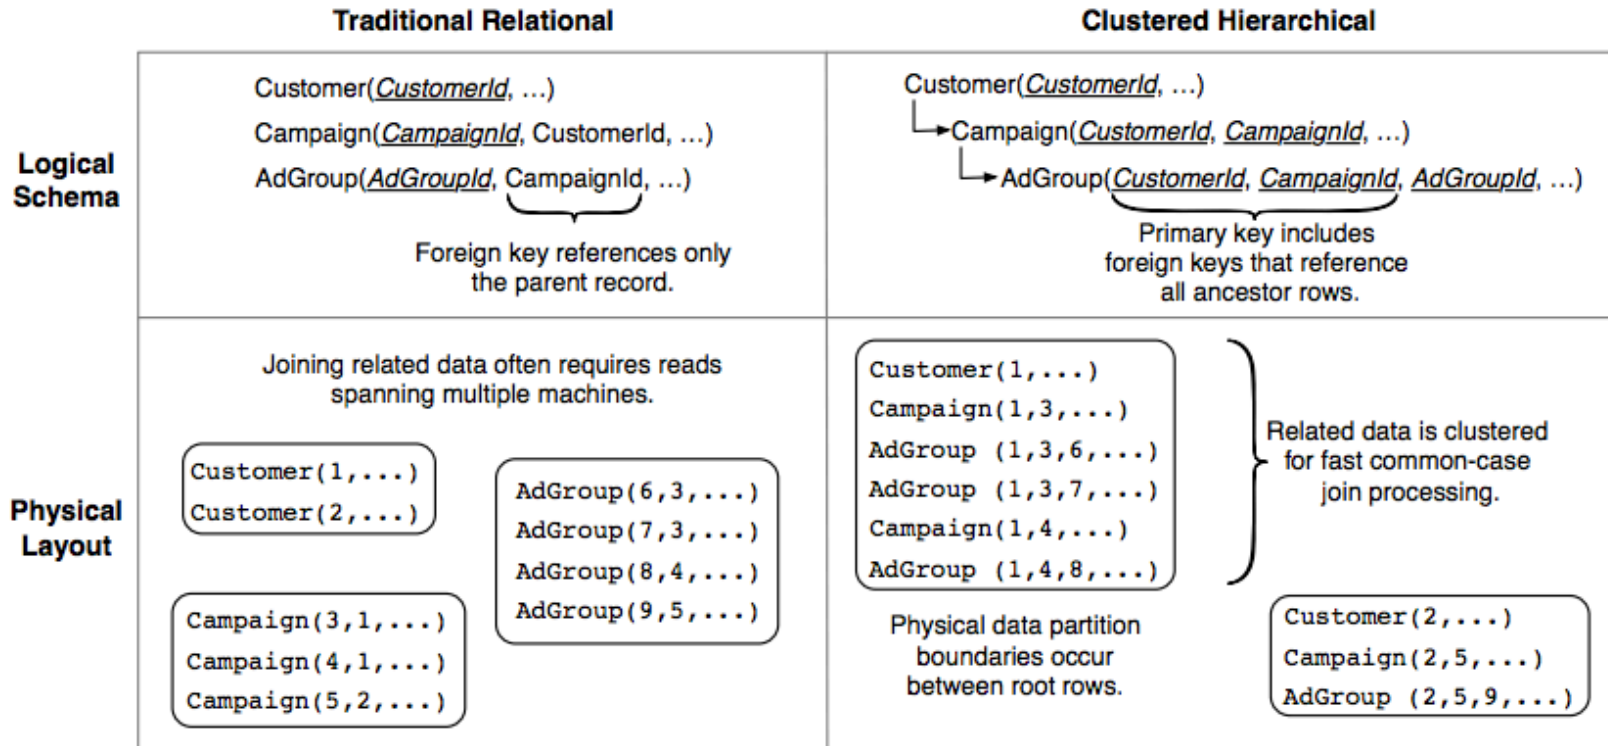 Traditional Relational
Clustered Hierarchical
Logical
Schema
Customer(CustomerId, …)
Campaign(CampaignId, CustomerId, …)
AdGroup(AdGroupId, CampaignId, …)
Foreign key references only
the parent record.
Customer(CustomerId, …)
Campaign(CustomerId, CampaignId, …)
AdGroup(CustomerId, CampaignId, AdGroupId, …)
Primary key includes
foreign keys that reference
all ancestor rows.
Physical
Layout
Joining related data often requires reads
spanning multiple machines.
Customer(1,...)
Customer(2,...)
AdGroup(6,3,...)
AdGroup(7,3,...)
AdGroup(8,4,...)
AdGroup(9,5,...)
Campaign(3,1,...)
Campaign(4,1,...)
Campaign(5,2,...)
Customer(1,...)
Campaign(1,3,...)
AdGroup (1,3,6,...)
AdGroup (1,3,7,...)
Campaign(1,4,...)
AdGroup (1,4,8,...)
Related data is clustered
for fast common-case
join processing.
Physical data partition
boundaries occur
between root rows.
Customer(2,...)
Campaign(2,5,...)
AdGroup (2,5,9,...)